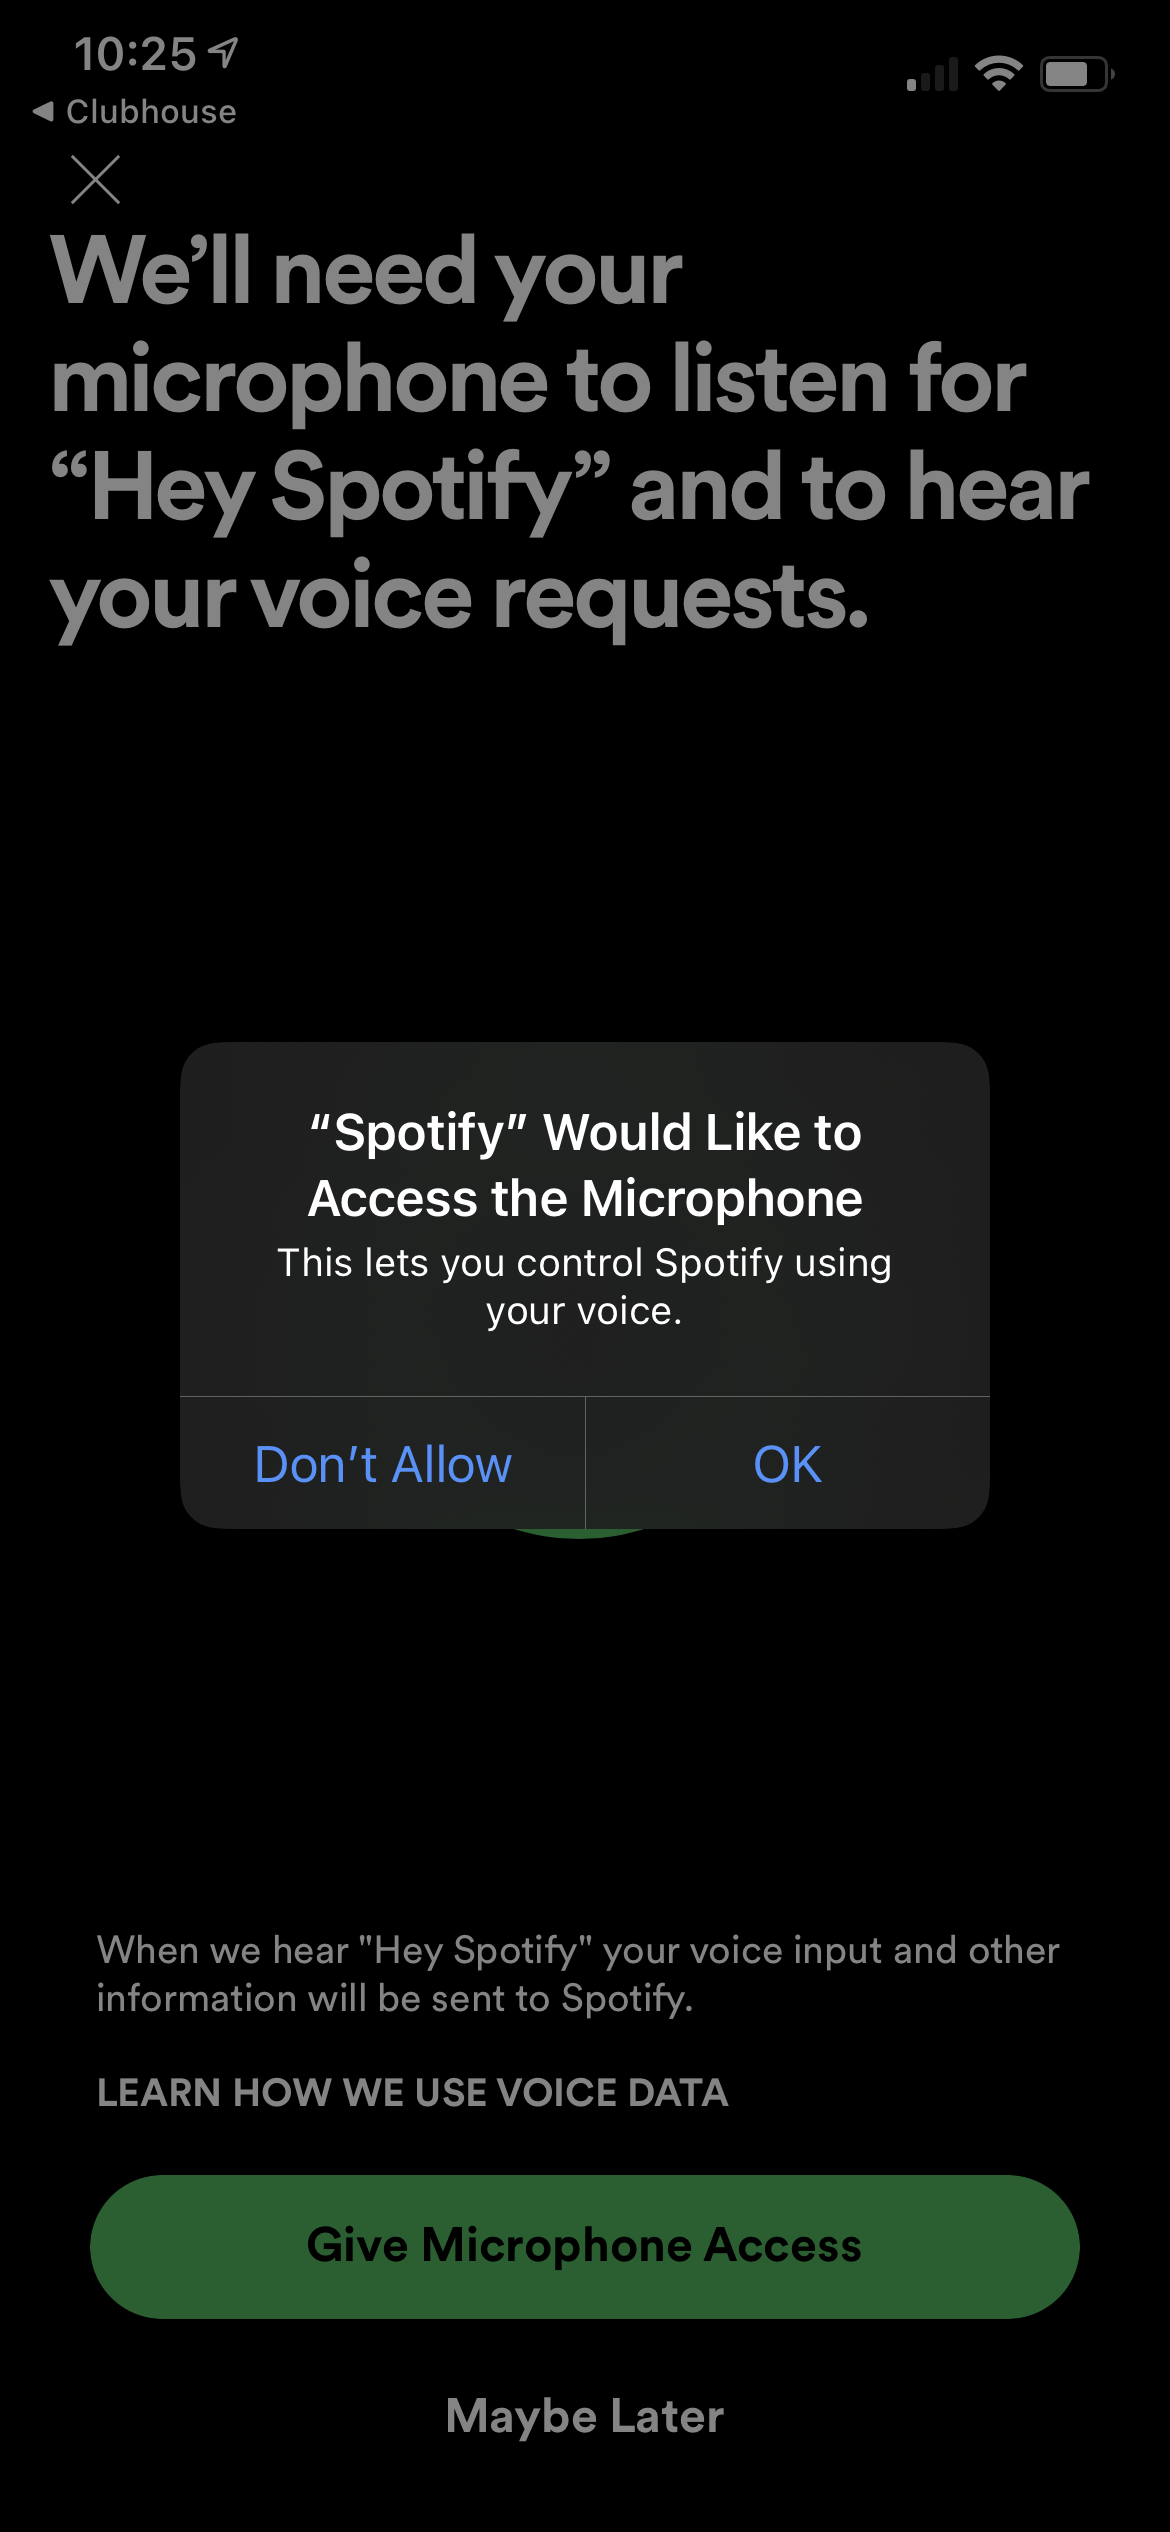 10:25
◀ Clubhouse
We’ll need your
microphone to listen for
“Hey Spotify” and to hear
your voice requests.
“Spotify” Would Like to
Access the Microphone
This lets you control Spotify using
your voice.
Don’t Allow
OK
When we hear "Hey Spotify" your voice input and other
information will be sent to Spotify.
LEARN HOW WE USE VOICE DATA
Give Microphone Access
Maybe Later